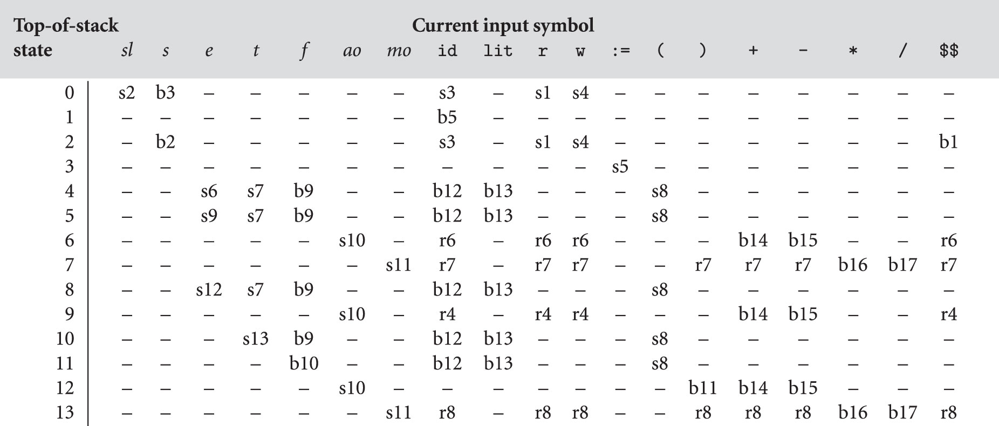 Top-of-stack Current input symbol
state sl s e t f ao mo id lit r w := ( ) + - * / $$
0 s2 b3 – – – – – s3 – s1 s4 – – – – – – – –
1 – – – – – – – b5 – – – – – – – – – – –
2 – b2 – – – – – s3 – s1 s4 – – – – – – – b1
3 – – – – – – – – – – – s5 – – – – – – –
4 – – s6 s7 b9 – – b12 b13 – – – s8 – – – – – –
5 – – s9 s7 b9 – – b12 b13 – – – s8 – – – – – –
6 – – – – – s10 – r6 – r6 r6 – – – b14 b15 – – r6
7 – – – – – – s11 r7 – r7 r7 – – r7 r7 r7 b16 b17 r7
8 – – s12 s7 b9 – – b12 b13 – – – s8 – – – – – –
9 – – – – – s10 – r4 – r4 r4 – – – b14 b15 – – r4
10 – – – s13 b9 – – b12 b13 – – – s8 – – – – – –
11 – – – – b10 – – b12 b13 – – – s8 – – – – – –
12 – – – – – s10 – – – – – – – b11 b14 b15 – – –
13 – – – – – – s11 r8 – r8 r8 – – r8 r8 r8 b16 b17 r8